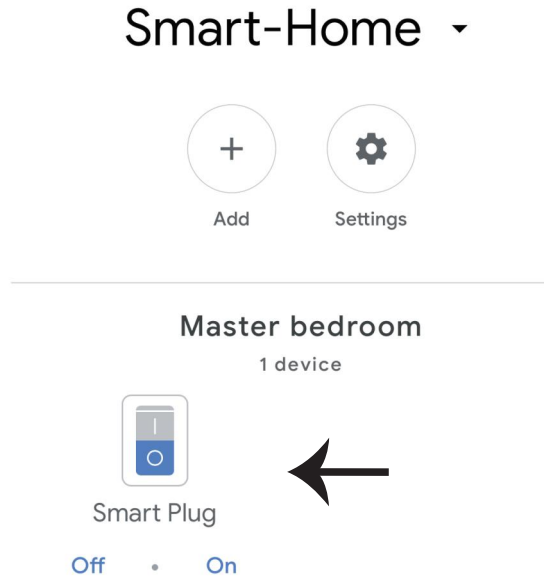 Smart-Home
Add Settings
Master bedroom
1 device
Smart Plug
Off • On